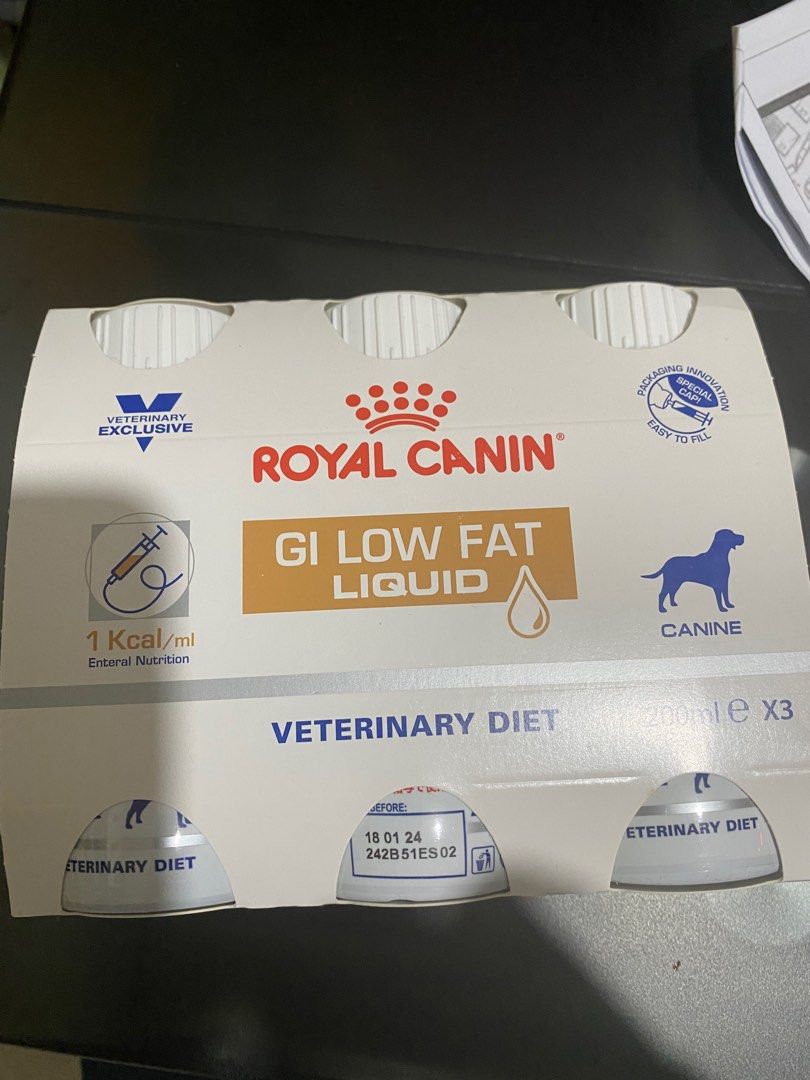 VETERINARY
EXCLUSIVE
ROYAL CANIN®
PACKAGING INNOVATION
SPECIAL
CAP!
EASY TO FILL
GI LOW FAT
LIQUID
1 Kcal/ml
Enteral Nutrition
CANINE
VETERINARY DIET
200ml e X3
ETERINARY DIET
BEFORE:
18 01 24
242B51ES02
ETERINARY DIET